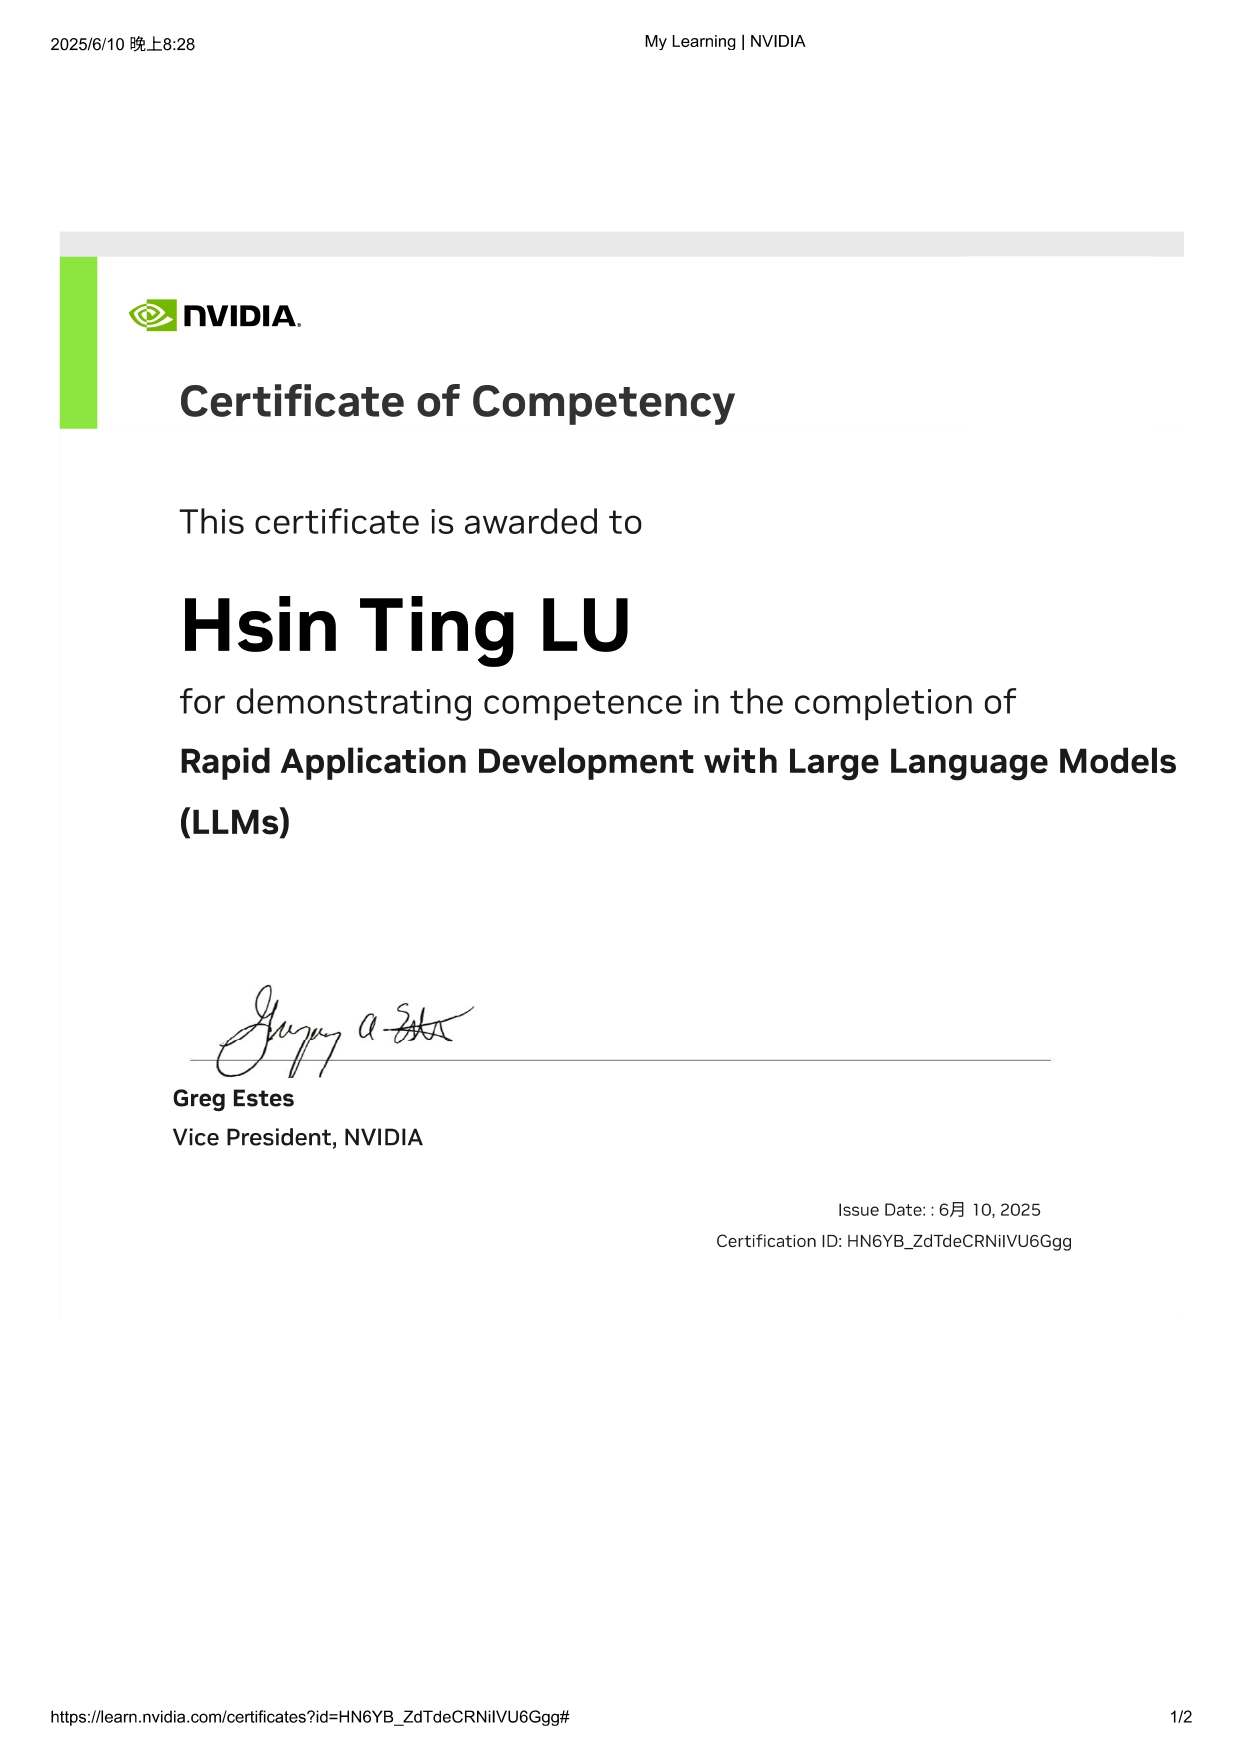 2025/6/10 晚上8:28
My Learning | NVIDIA
NVIDIA.
Certificate of Competency
This certificate is awarded to
Hsin Ting LU
for demonstrating competence in the completion of
Rapid Application Development with Large Language Models
(LLMs)
Greg Estes
Vice President, NVIDIA
Issue Date: : 6月 10, 2025
Certification ID: HN6YB_ZdTdeCRNiIVU6Ggg
https://learn.nvidia.com/certificates?id=HN6YB_ZdTdeCRNiIVU6Ggg#
1/2